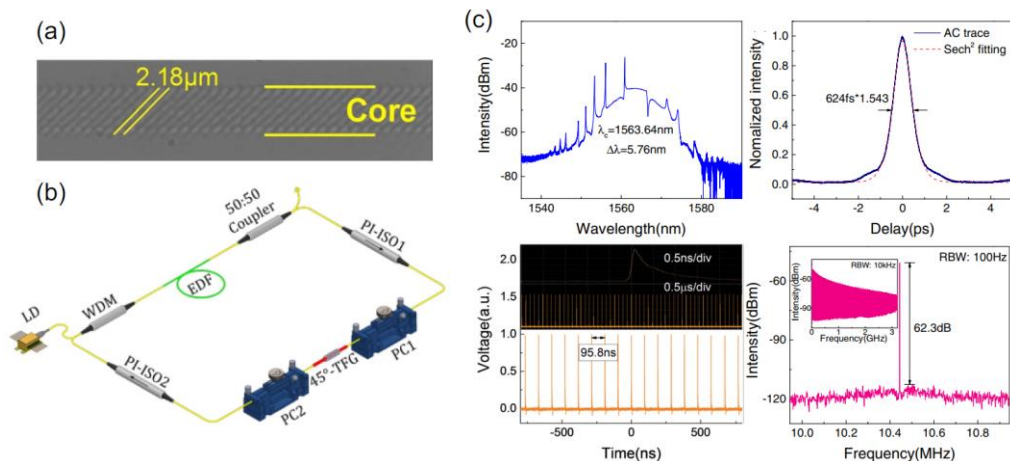 (a)
2.18μm
Core
(b)
50:50
Coupler
PI-ISO1
EDF
WDM
LD
PI-ISO2
45°-TFG
PC1
PC2
(c)
Intensity(dBm)
-20
-40
-60
-80
λc=1563.64nm
Δλ=5.76nm
1540
1560
1580
Wavelength(nm)
Nomalized intensity
1.0
0.8
0.6
0.4
0.2
0.0
AC trace
Sech² fitting
624fs*1.543
-4
-2
0
2
4
Delay(ps)
Voltage(a.u.)
2.0
1.5
1.0
0.5
0.0
0.5ns/div
0.5μs/div
95.8ns
-500
0
500
Time(ns)
Intensity(dBm)
-60
-90
-120
RBW: 100Hz
Intensity(dBm)
-30
-60
-90
RBW: 10kHz
0
1
2
3
Frequency(GHz)
62.3dB
10.0
10.2
10.4
10.6
10.8
Frequency(MHz)